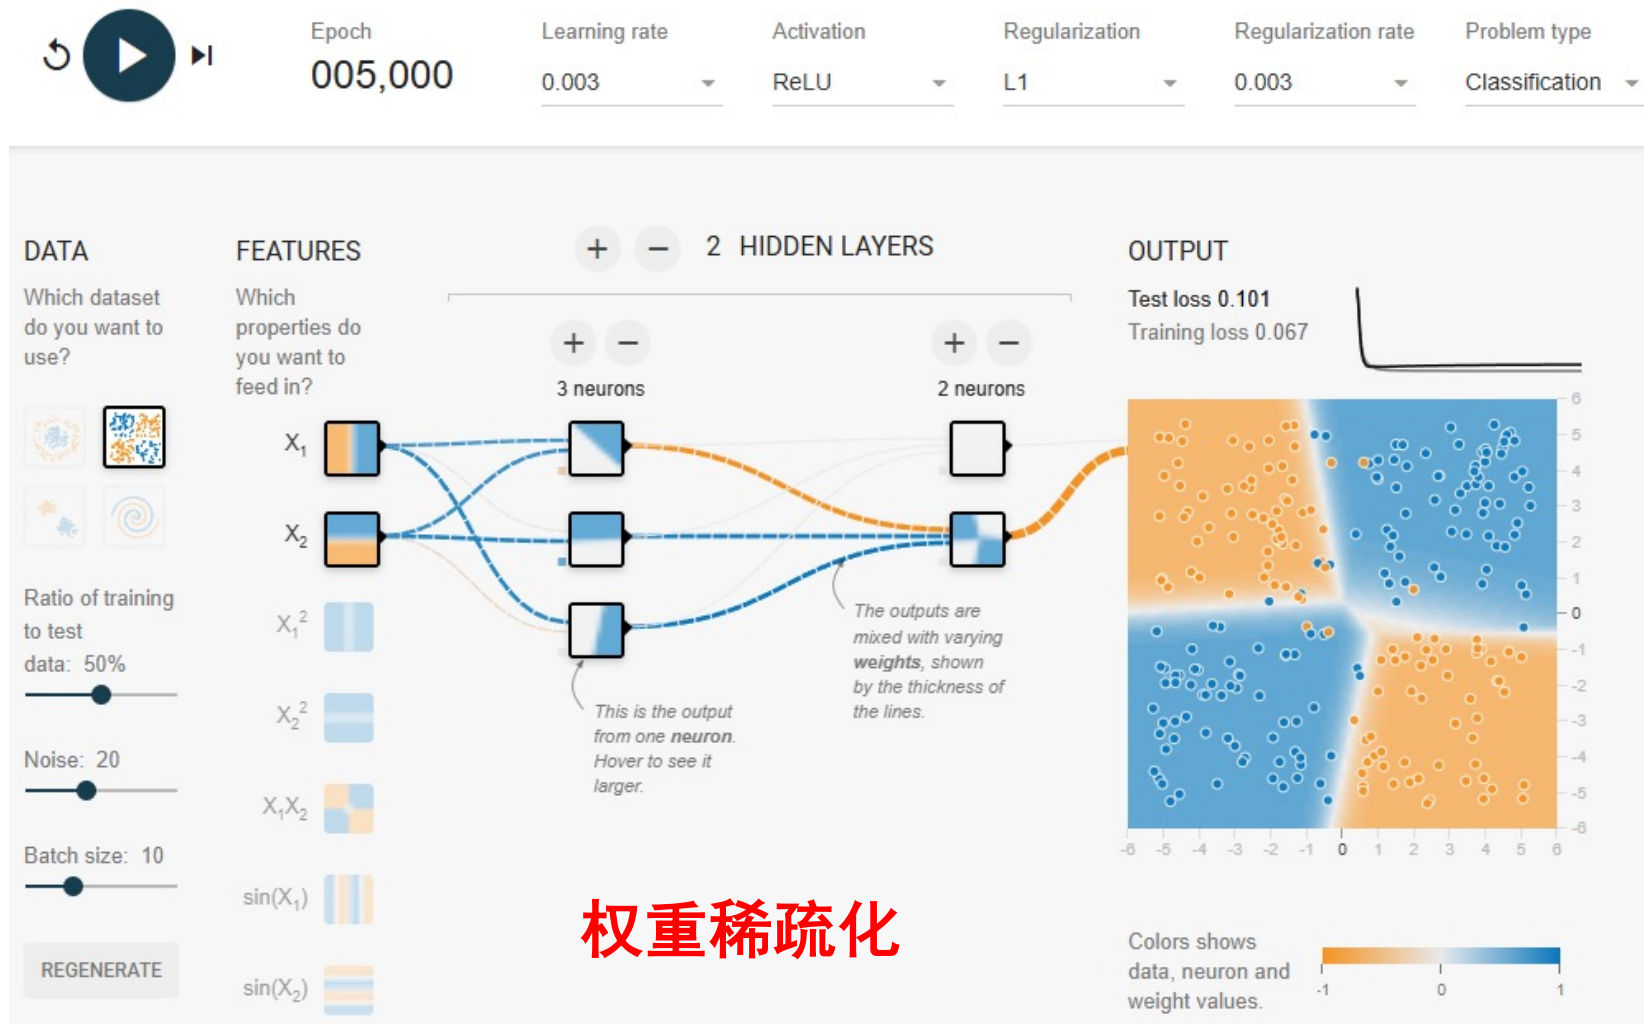 Epoch
005,000
Learning rate
0.003
Activation
ReLU
Regularization
L1
Regularization rate
0.003
Problem type
Classification
DATA
Which dataset
do you want to
use?
Ratio of training
to test
data: 50%
Noise: 20
Batch size: 10
REGENERATE
FEATURES
Which
properties do
you want to
feed in?
X1
X2
X1²
X2²
X1X2
sin(X1)
sin(X2)
+ − 2 HIDDEN LAYERS
+ −
3 neurons
+ −
2 neurons
This is the output
from one neuron.
Hover to see it
larger.
The outputs are
mixed with varying
weights, shown
by the thickness of
the lines.
权重稀疏化
OUTPUT
Test loss 0.101
Training loss 0.067
6
5
4
3
2
1
0
-1
-2
-3
-4
-5
-6
-6 -5 -4 -3 -2 -1 0 1 2 3 4 5 6
Colors shows
data, neuron and
weight values.
-1 0 1